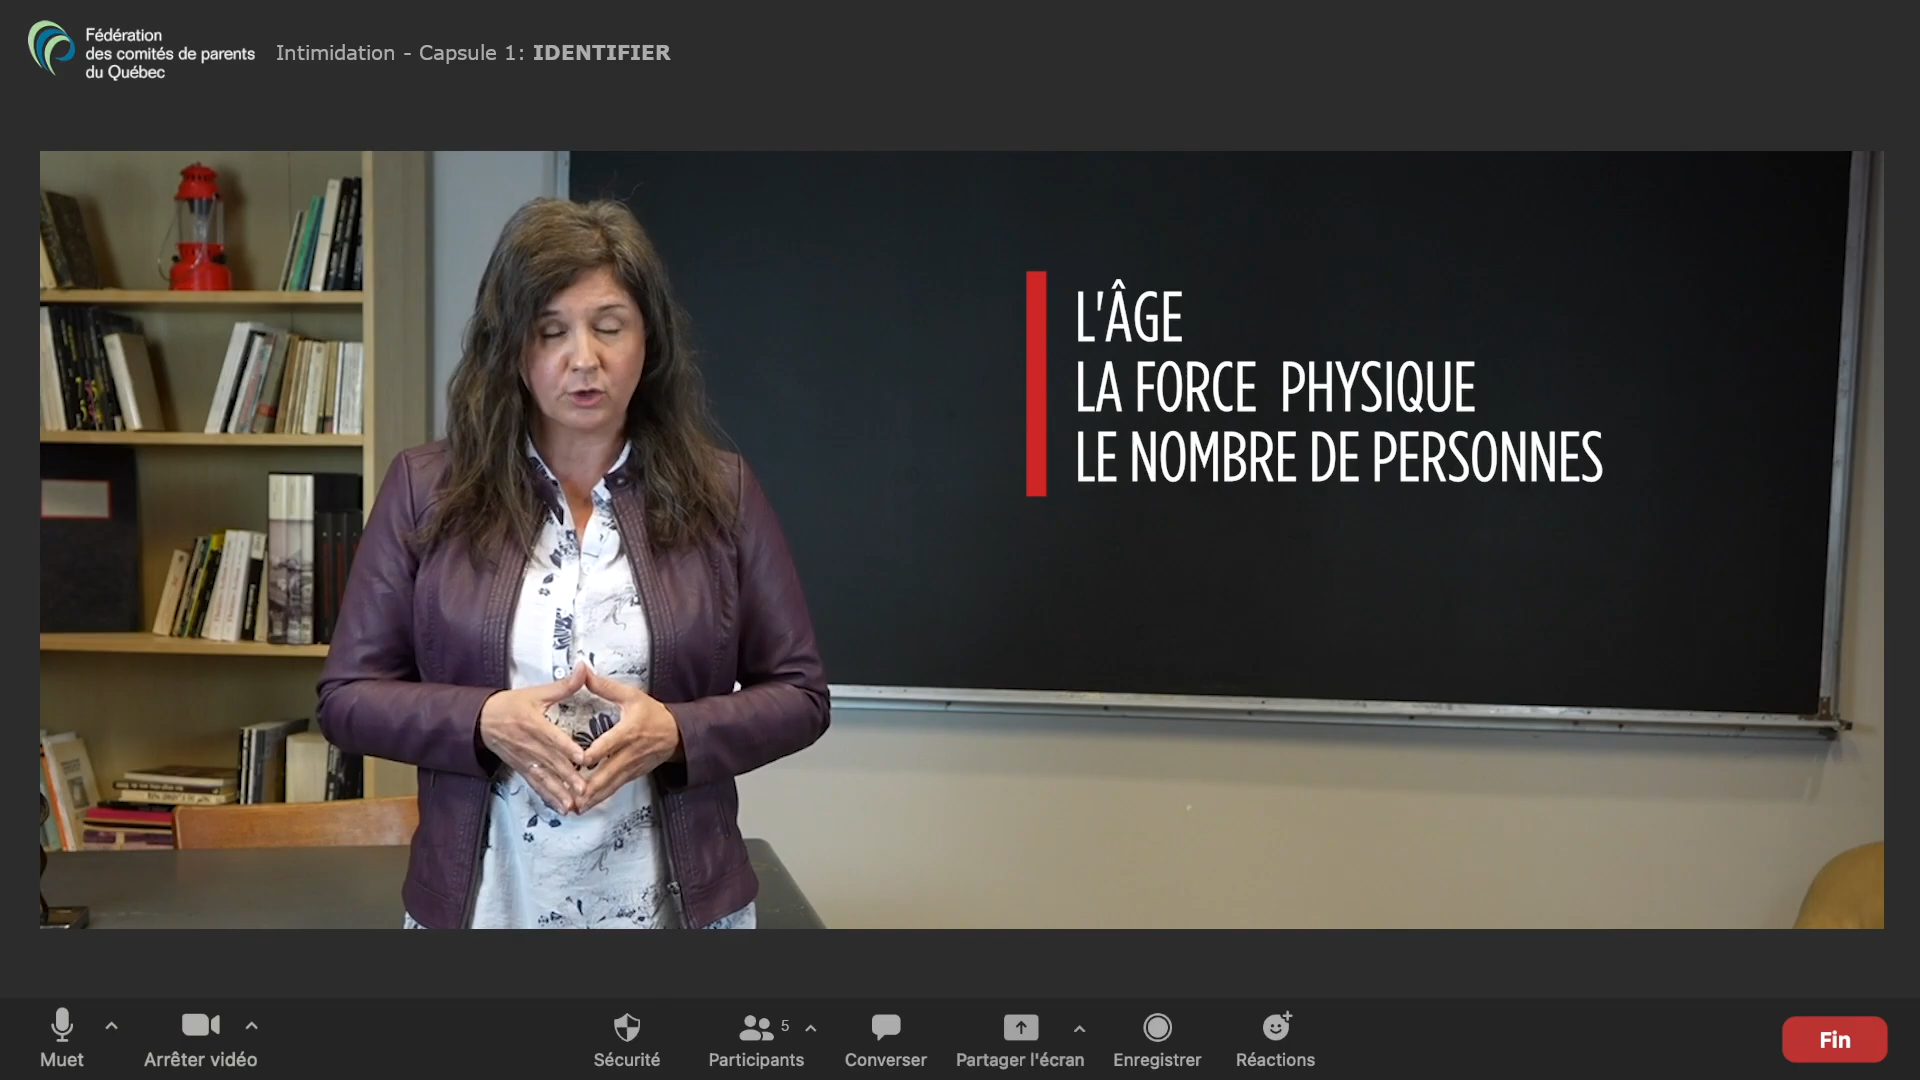 Fédération
des comités de parents
du Québec
Intimidation - Capsule 1: IDENTIFIER
L'ÂGE
LA FORCE PHYSIQUE
LE NOMBRE DE PERSONNES
Muet
Arrêter vidéo
Sécurité
5
Participants
Converser
Partager l'écran
Enregistrer
Réactions
Fin